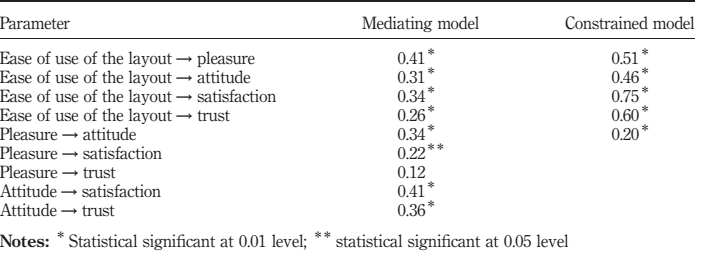 Parameter Mediating model Constrained model
Ease of use of the layout → pleasure 0.41* 0.51*
Ease of use of the layout → attitude 0.31* 0.46*
Ease of use of the layout → satisfaction 0.34* 0.75*
Ease of use of the layout → trust 0.26* 0.60*
Pleasure → attitude 0.34* 0.20*
Pleasure → satisfaction 0.22**
Pleasure → trust 0.12
Attitude → satisfaction 0.41*
Attitude → trust 0.36*
Notes: *Statistical significant at 0.01 level; **statistical significant at 0.05 level